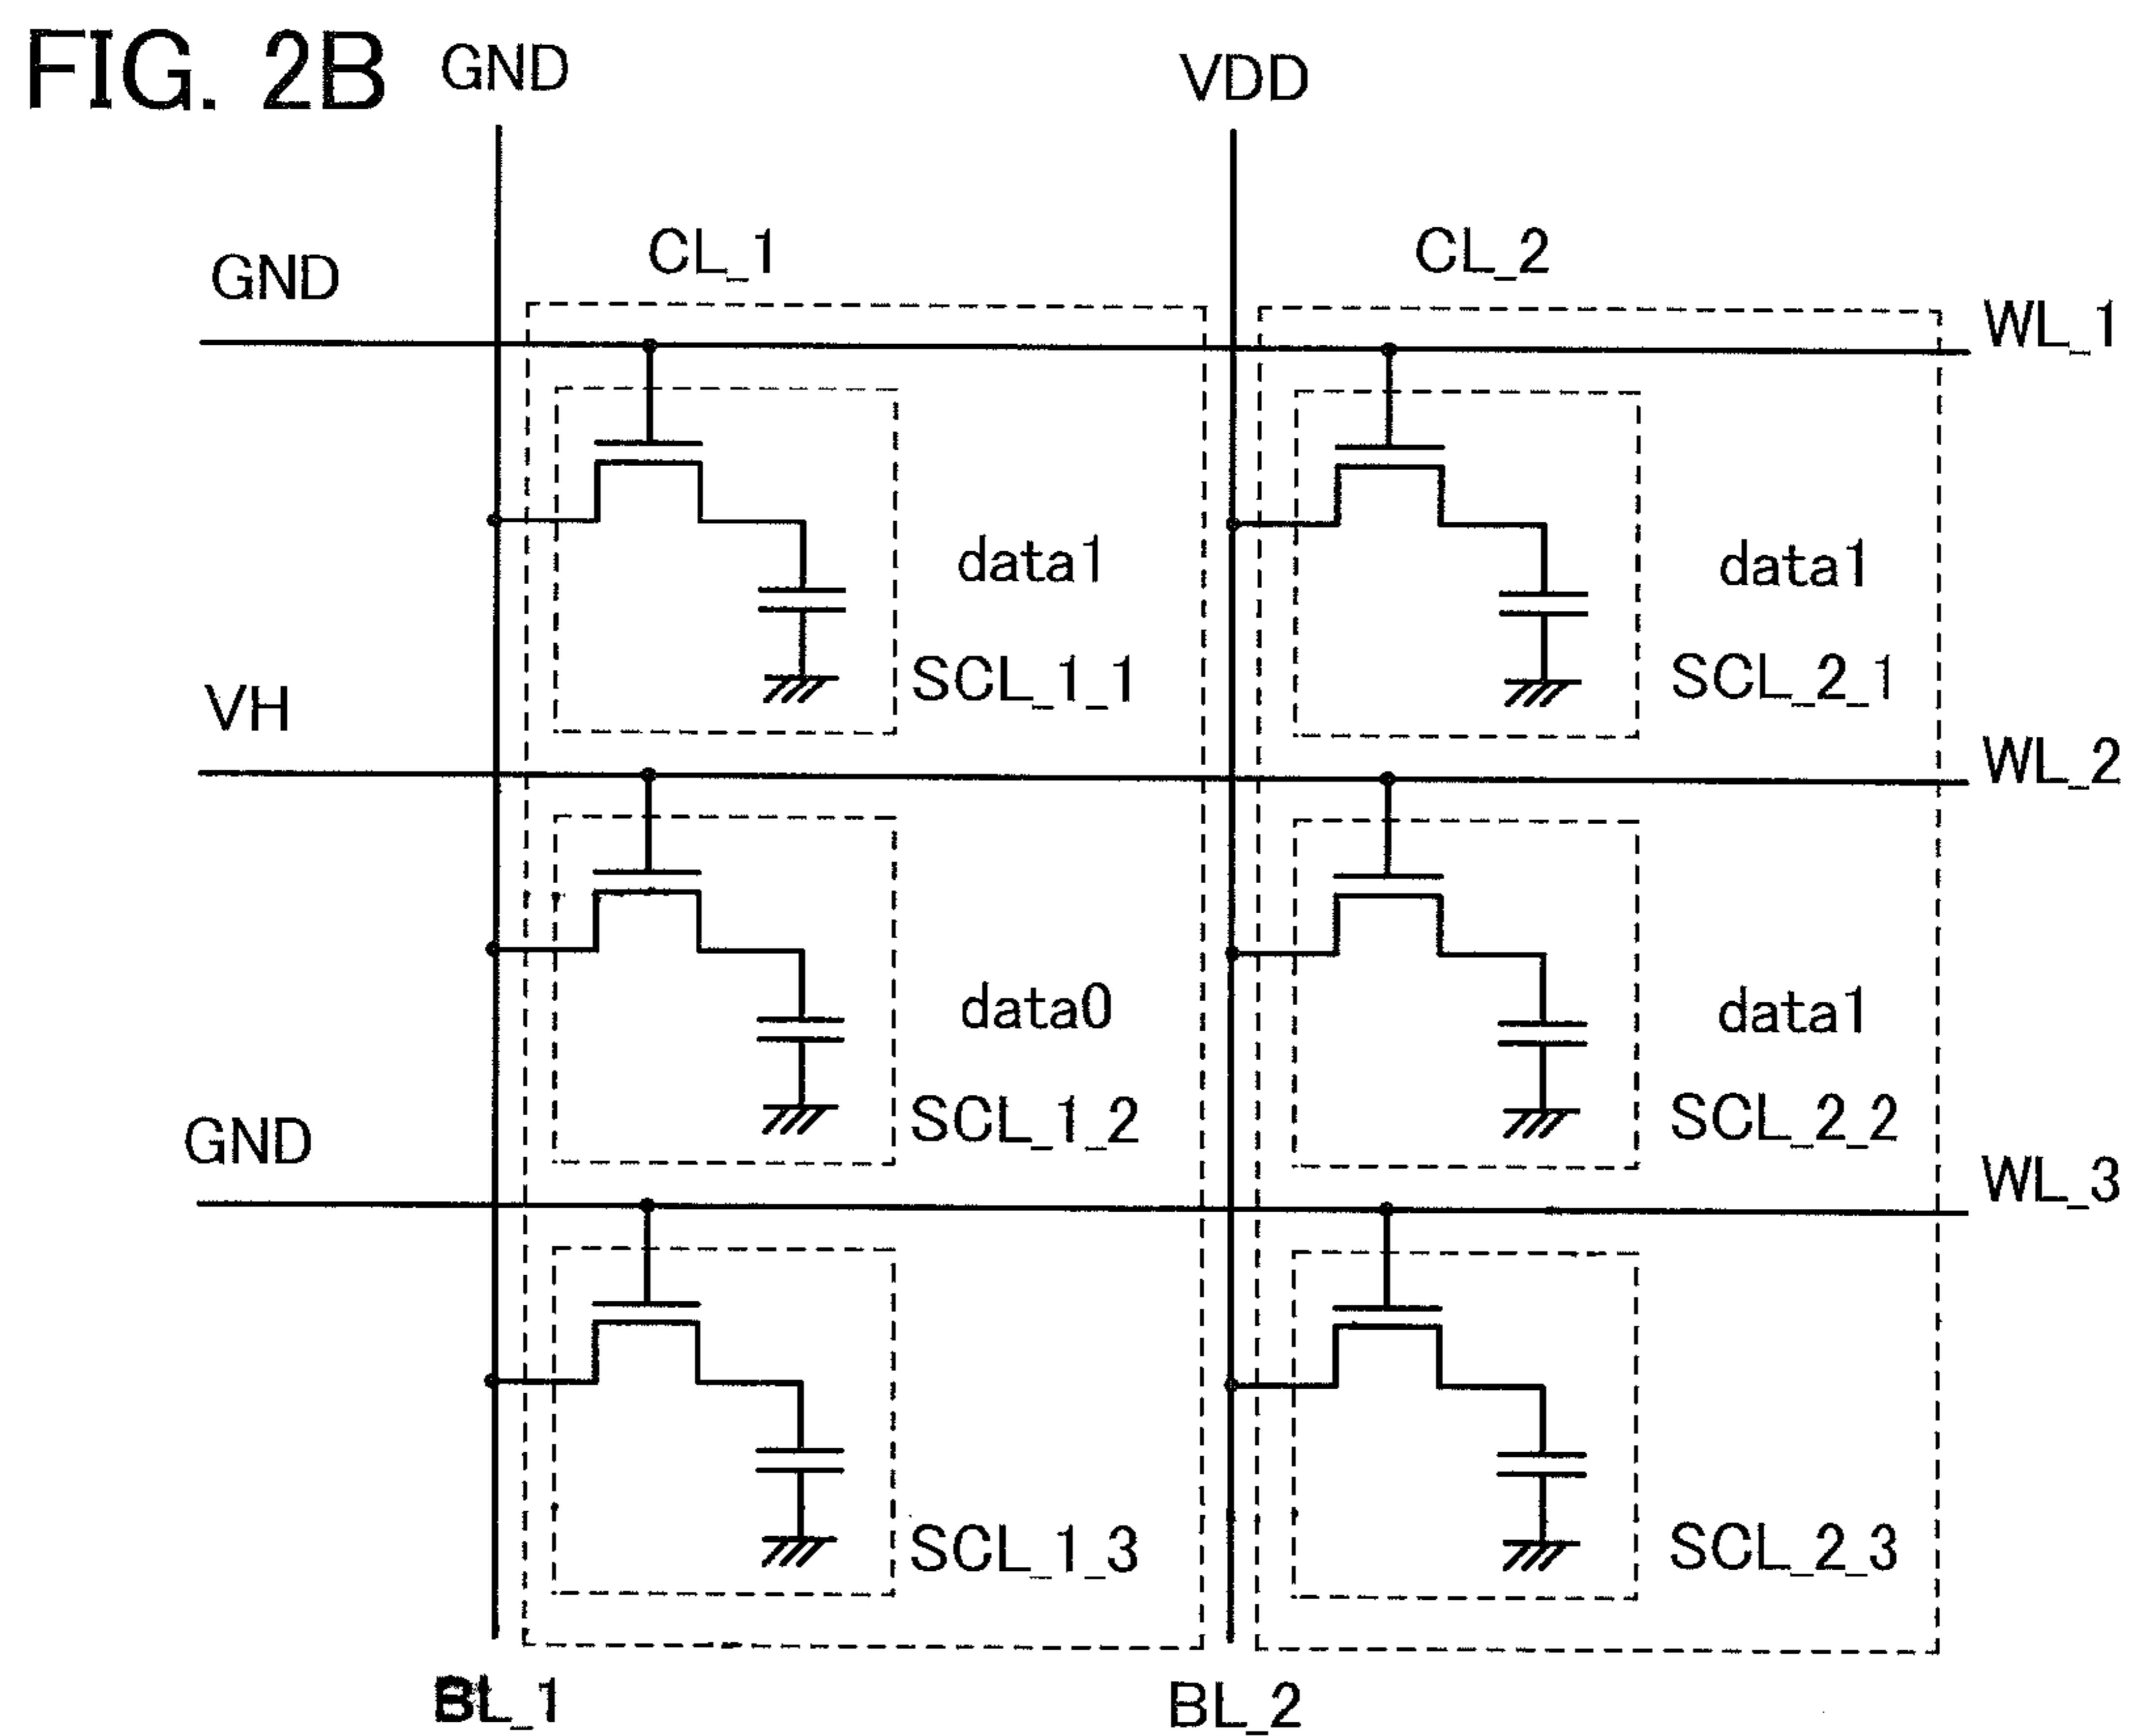 FIG. 2B
GND
VDD
CL_1
CL_2
GND
WL_1
data1
data1
SCL_1_1
SCL_2_1
VH
WL_2
data0
data1
SCL_1_2
SCL_2_2
GND
WL_3
SCL_1_3
SCL_2_3
BL_1
BL_2